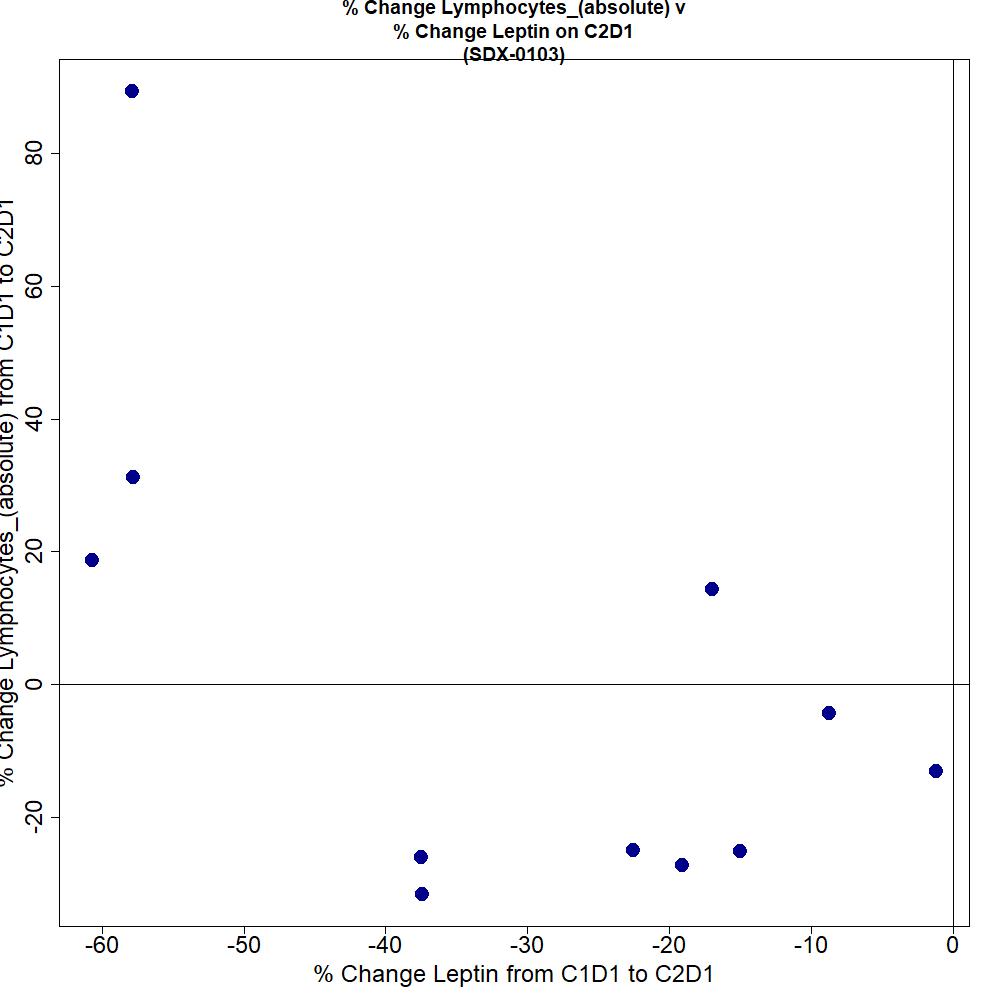 % Change Lymphocytes_(absolute) v
% Change Leptin on C2D1
(SDX-0103)
% Change Lymphocytes_(absolute) from C1D1 to C2D1
80
60
40
20
0
-20
-60
-50
-40
-30
-20
-10
0
% Change Leptin from C1D1 to C2D1